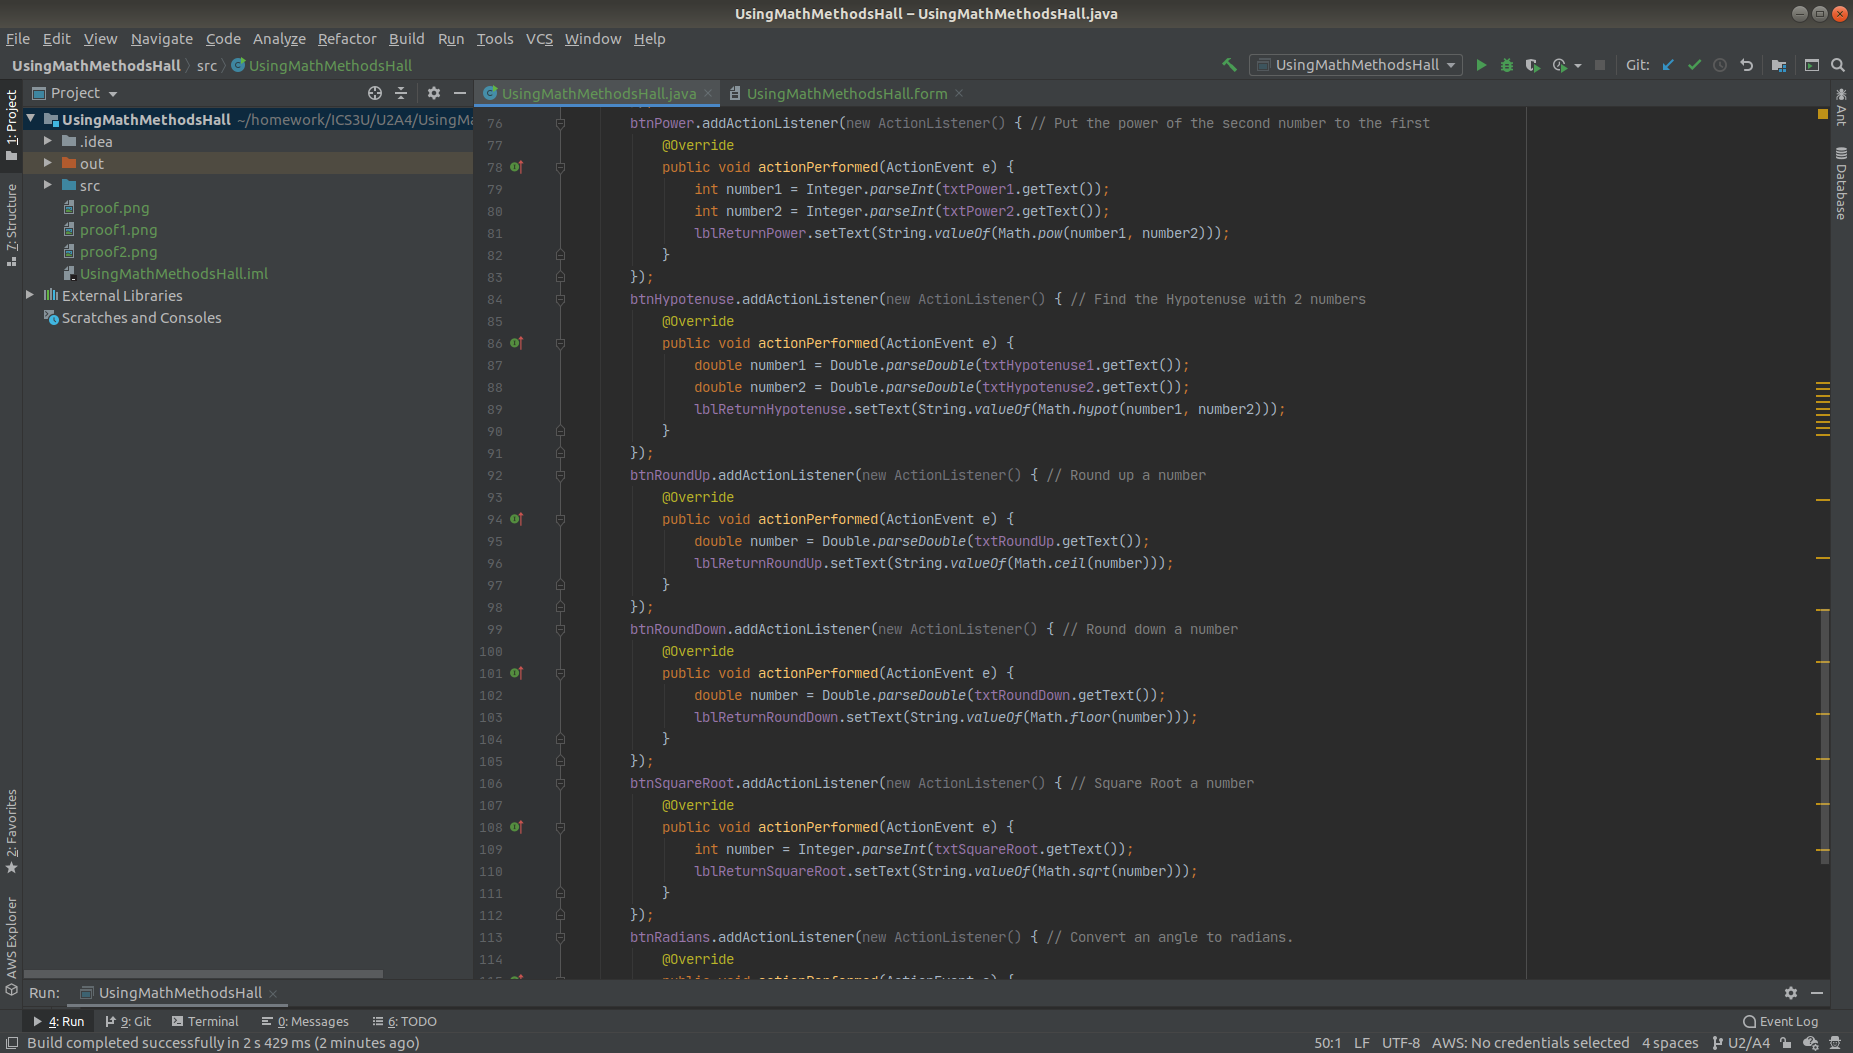 UsingMathMethodsHall – UsingMathMethodsHall.java
File Edit View Navigate Code Analyze Refactor Build Run Tools VCS Window Help
UsingMathMethodsHall src UsingMathMethodsHall
UsingMathMethodsHall
Git:
1: Project
7: Structure
2: Favorites
AWS Explorer
Project
UsingMathMethodsHall ~/homework/ICS3U/U2A4/UsingMa
.idea
out
src
proof.png
proof1.png
proof2.png
UsingMathMethodsHall.iml
External Libraries
Scratches and Consoles
UsingMathMethodsHall.java
UsingMathMethodsHall.form
76 btnPower.addActionListener(new ActionListener() { // Put the power of the second number to the first
77 @Override
78 public void actionPerformed(ActionEvent e) {
79 int number1 = Integer.parseInt(txtPower1.getText());
80 int number2 = Integer.parseInt(txtPower2.getText());
81 lblReturnPower.setText(String.valueOf(Math.pow(number1, number2)));
82 }
83 });
84 btnHypotenuse.addActionListener(new ActionListener() { // Find the Hypotenuse with 2 numbers
85 @Override
86 public void actionPerformed(ActionEvent e) {
87 double number1 = Double.parseDouble(txtHypotenuse1.getText());
88 double number2 = Double.parseDouble(txtHypotenuse2.getText());
89 lblReturnHypotenuse.setText(String.valueOf(Math.hypot(number1, number2)));
90 }
91 });
92 btnRoundUp.addActionListener(new ActionListener() { // Round up a number
93 @Override
94 public void actionPerformed(ActionEvent e) {
95 double number = Double.parseDouble(txtRoundUp.getText());
96 lblReturnRoundUp.setText(String.valueOf(Math.ceil(number)));
97 }
98 });
99 btnRoundDown.addActionListener(new ActionListener() { // Round down a number
100 @Override
101 public void actionPerformed(ActionEvent e) {
102 double number = Double.parseDouble(txtRoundDown.getText());
103 lblReturnRoundDown.setText(String.valueOf(Math.floor(number)));
104 }
105 });
106 btnSquareRoot.addActionListener(new ActionListener() { // Square Root a number
107 @Override
108 public void actionPerformed(ActionEvent e) {
109 int number = Integer.parseInt(txtSquareRoot.getText());
110 lblReturnSquareRoot.setText(String.valueOf(Math.sqrt(number)));
111 }
112 });
113 btnRadians.addActionListener(new ActionListener() { // Convert an angle to radians.
114 @Override
Ant
Database
Run: UsingMathMethodsHall
4: Run 9: Git Terminal 0: Messages 6: TODO Event Log
Build completed successfully in 2 s 429 ms (2 minutes ago) 50:1 LF UTF-8 AWS: No credentials selected 4 spaces U2/A4